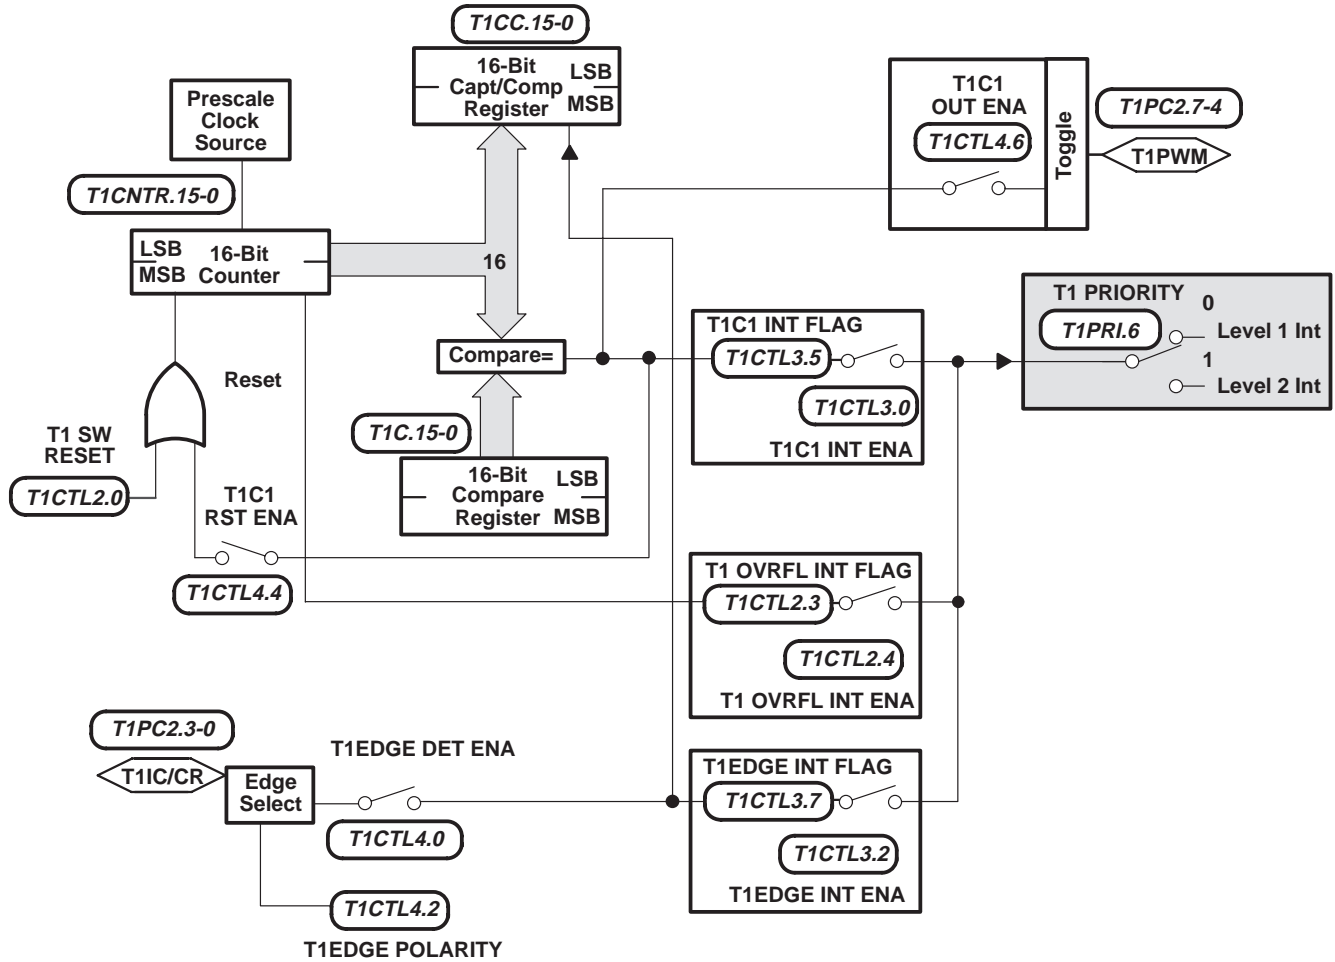 T1CC.15-0
16-Bit
Capt/Comp
Register
LSB
MSB
Prescale
Clock
Source
T1CNTR.15-0
LSB
MSB
16-Bit
Counter
16
T1C1
OUT ENA
T1CTL4.6
Toggle
T1PC2.7-4
T1PWM
T1 PRIORITY
T1PRI.6
0
Level 1 Int
1
Level 2 Int
T1C1 INT FLAG
T1CTL3.5
T1CTL3.0
T1C1 INT ENA
Compare=
T1C.15-0
16-Bit
Compare
Register
LSB
MSB
Reset
T1 SW
RESET
T1CTL2.0
T1C1
RST ENA
T1CTL4.4
T1 OVRFL INT FLAG
T1CTL2.3
T1CTL2.4
T1 OVRFL INT ENA
T1PC2.3-0
T1IC/CR
Edge
Select
T1EDGE DET ENA
T1CTL4.0
T1CTL4.2
T1EDGE POLARITY
T1EDGE INT FLAG
T1CTL3.7
T1CTL3.2
T1EDGE INT ENA